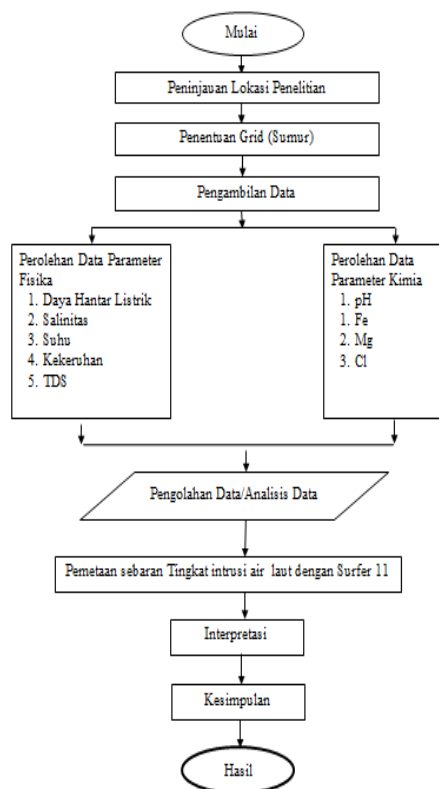 Mulai
Peninjauan Lokasi Penelitian
Penentuan Grid (Sumur)
Pengambilan Data
Perolehan Data Parameter
Fisika
1. Daya Hantar Listrik
2. Salinitas
3. Suhu
4. Kekeruhan
5. TDS
Perolehan Data
Parameter Kimia
1. pH
1. Fe
2. Mg
3. Cl
Pengolahan Data/Analisis Data
Pemetaan sebaran Tingkat intrusi air laut dengan Surfer 11
Interpretasi
Kesimpulan
Hasil